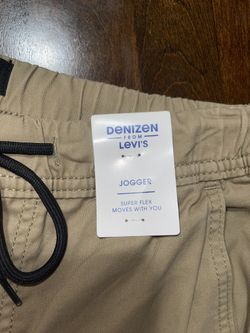 DENIZEN
FROM
LEVI'S
JOGGER
SUPER FLEX
MOVES WITH YOU